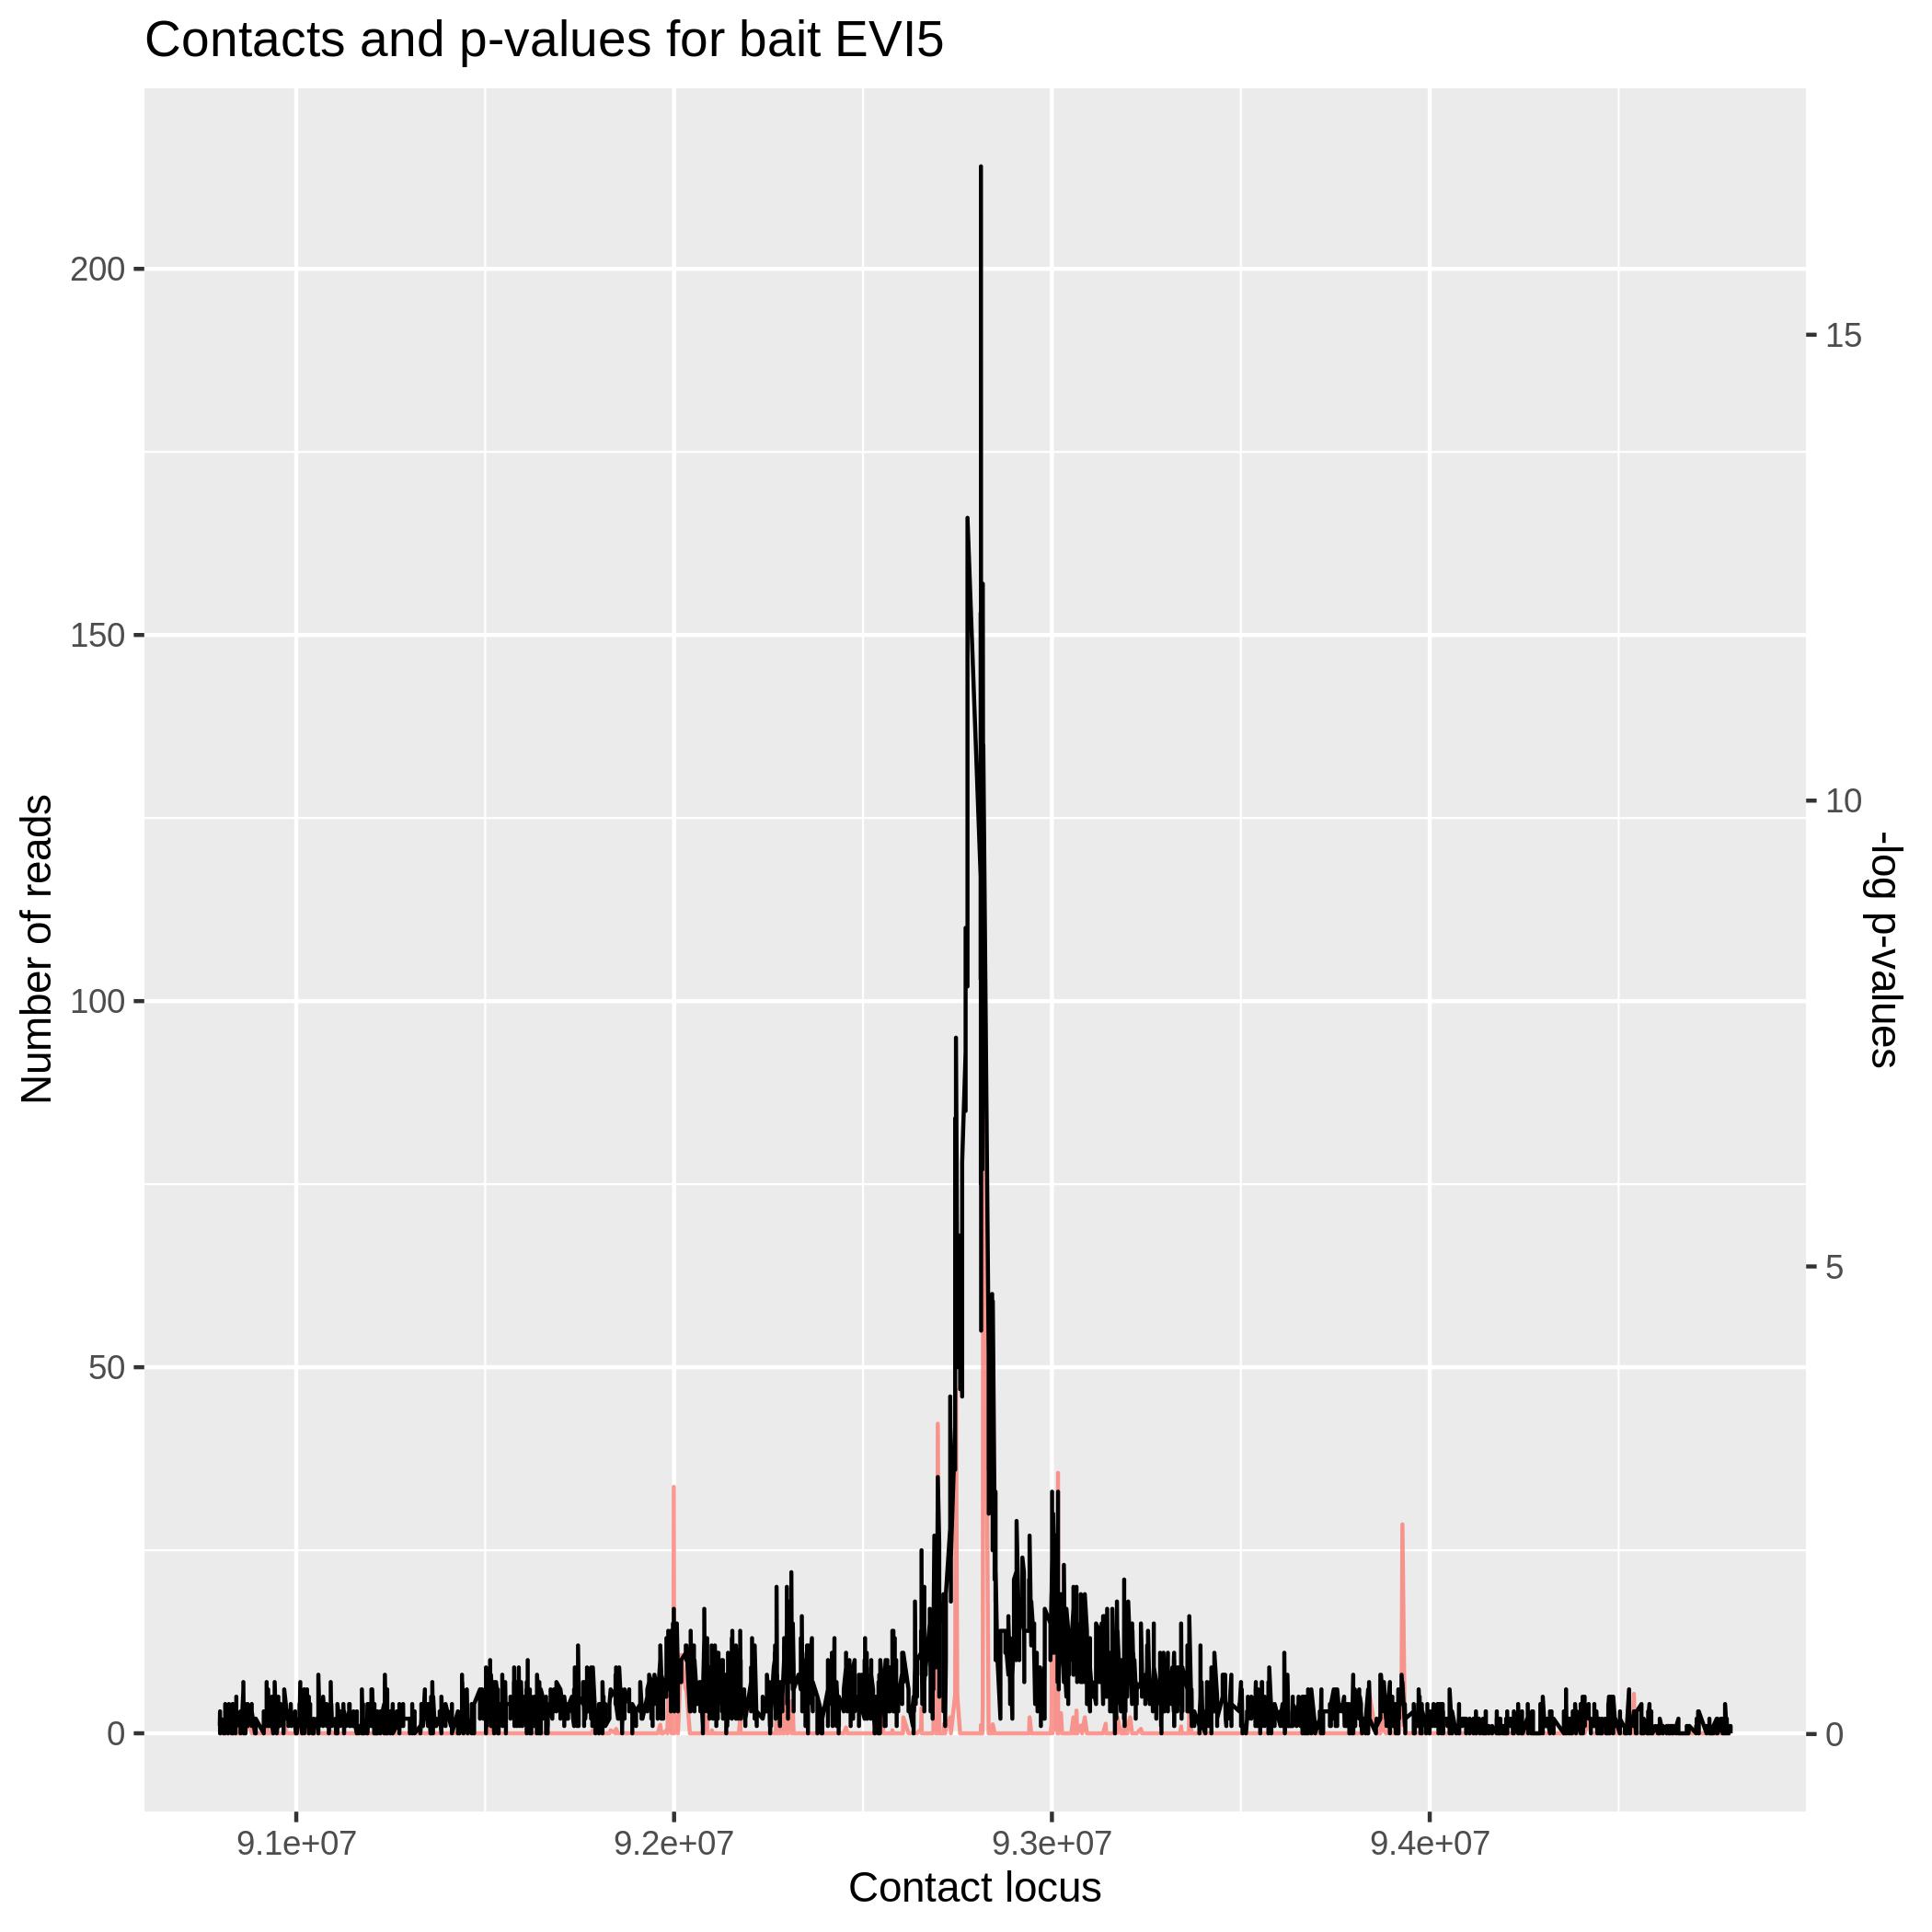 Contacts and p-values for bait EVI5
200
150
100
50
0
Number of reads
15
10
5
0
-log p-values
9.1e+07 9.2e+07 9.3e+07 9.4e+07
Contact locus